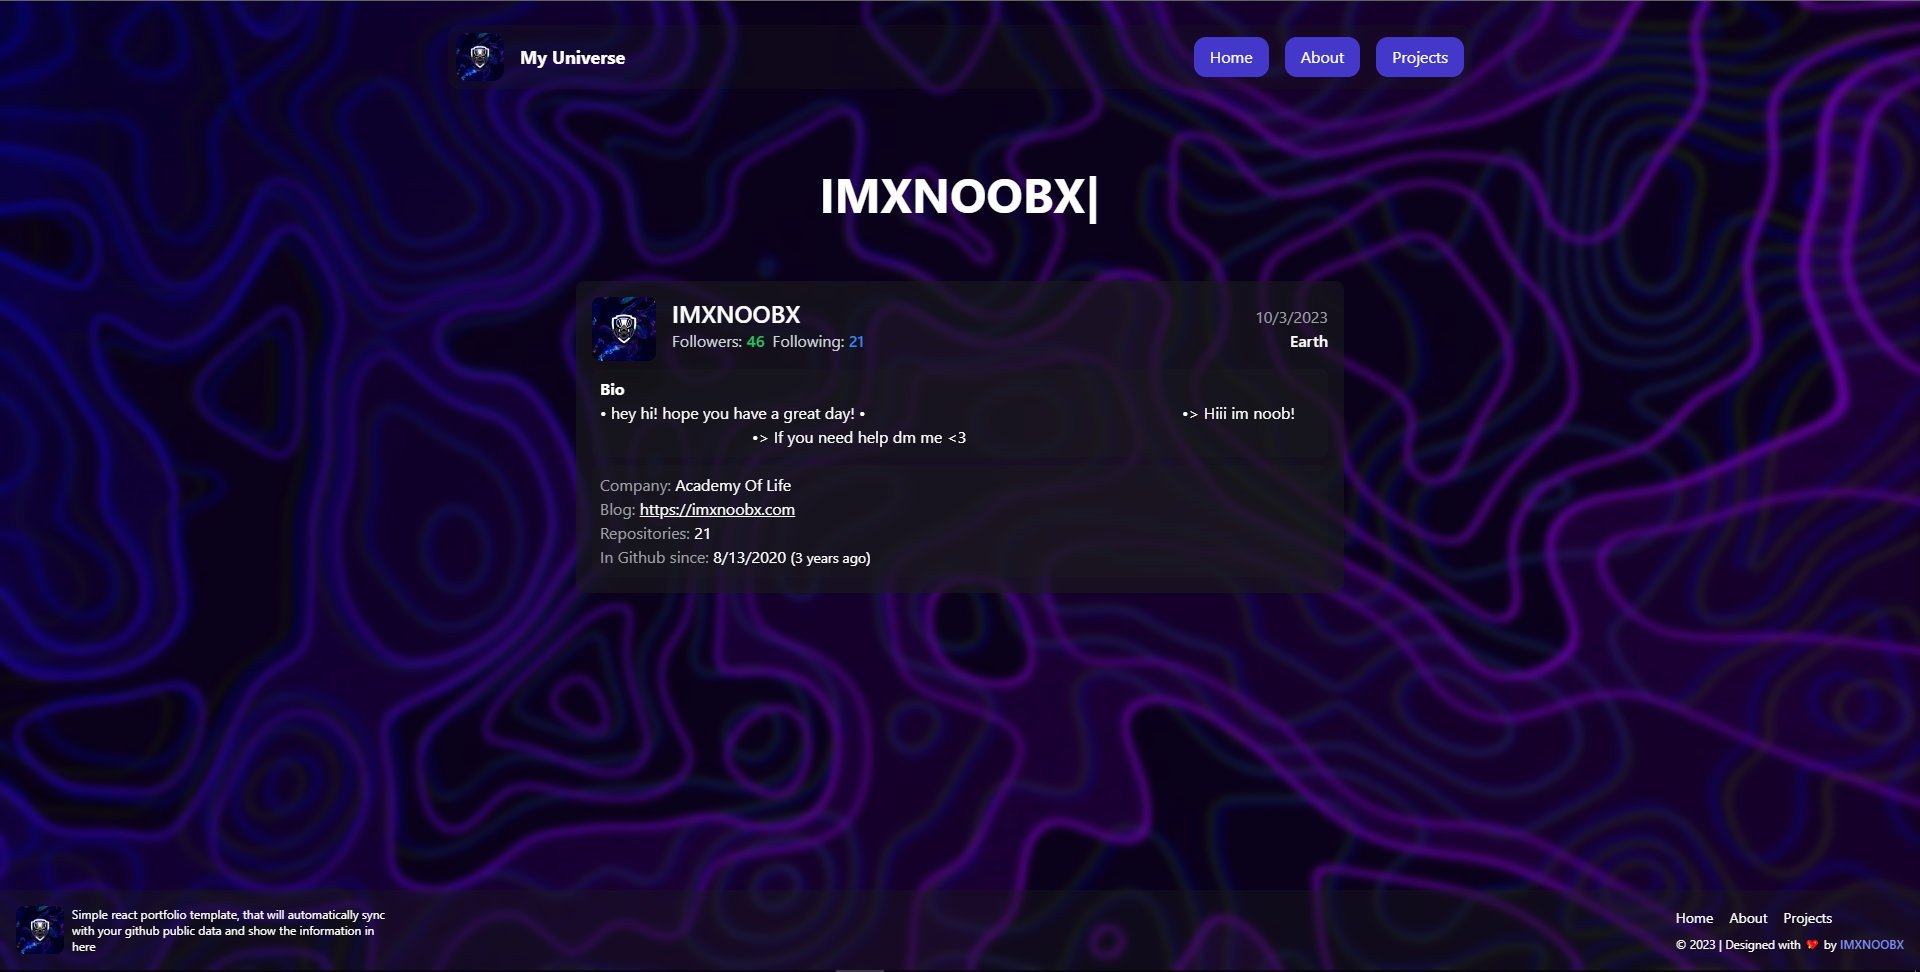 My Universe
Home
About
Projects
IMXNOOBX|
IMXNOOBX
10/3/2023
Followers: 46 Following: 21
Earth
Bio
• hey hi! hope you have a great day! • •> Hiii im noob!
•> If you need help dm me <3
Company: Academy Of Life
Blog: https://imxnoobx.com
Repositories: 21
In Github since: 8/13/2020 (3 years ago)
Simple react portfolio template, that will automatically sync
with your github public data and show the information in
here
Home About Projects
© 2023 | Designed with ❤️ by IMXNOOBX